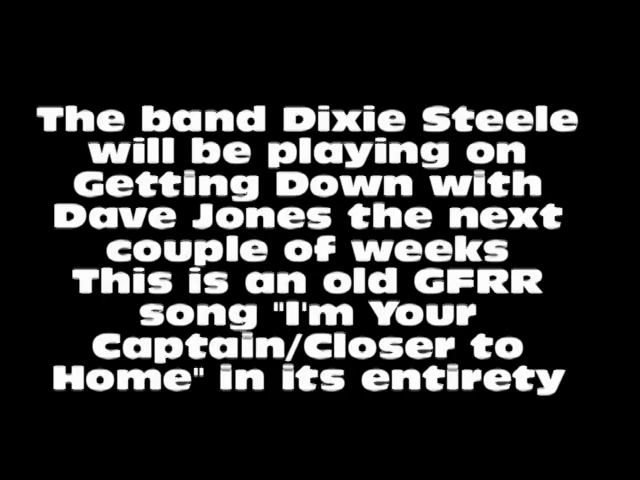 The band Dixie Steele
will be playing on
Getting Down with
Dave Jones the next
couple of weeks
This is an old GFRR
song "I'm Your
Captain/Closer to
Home" in its entirety